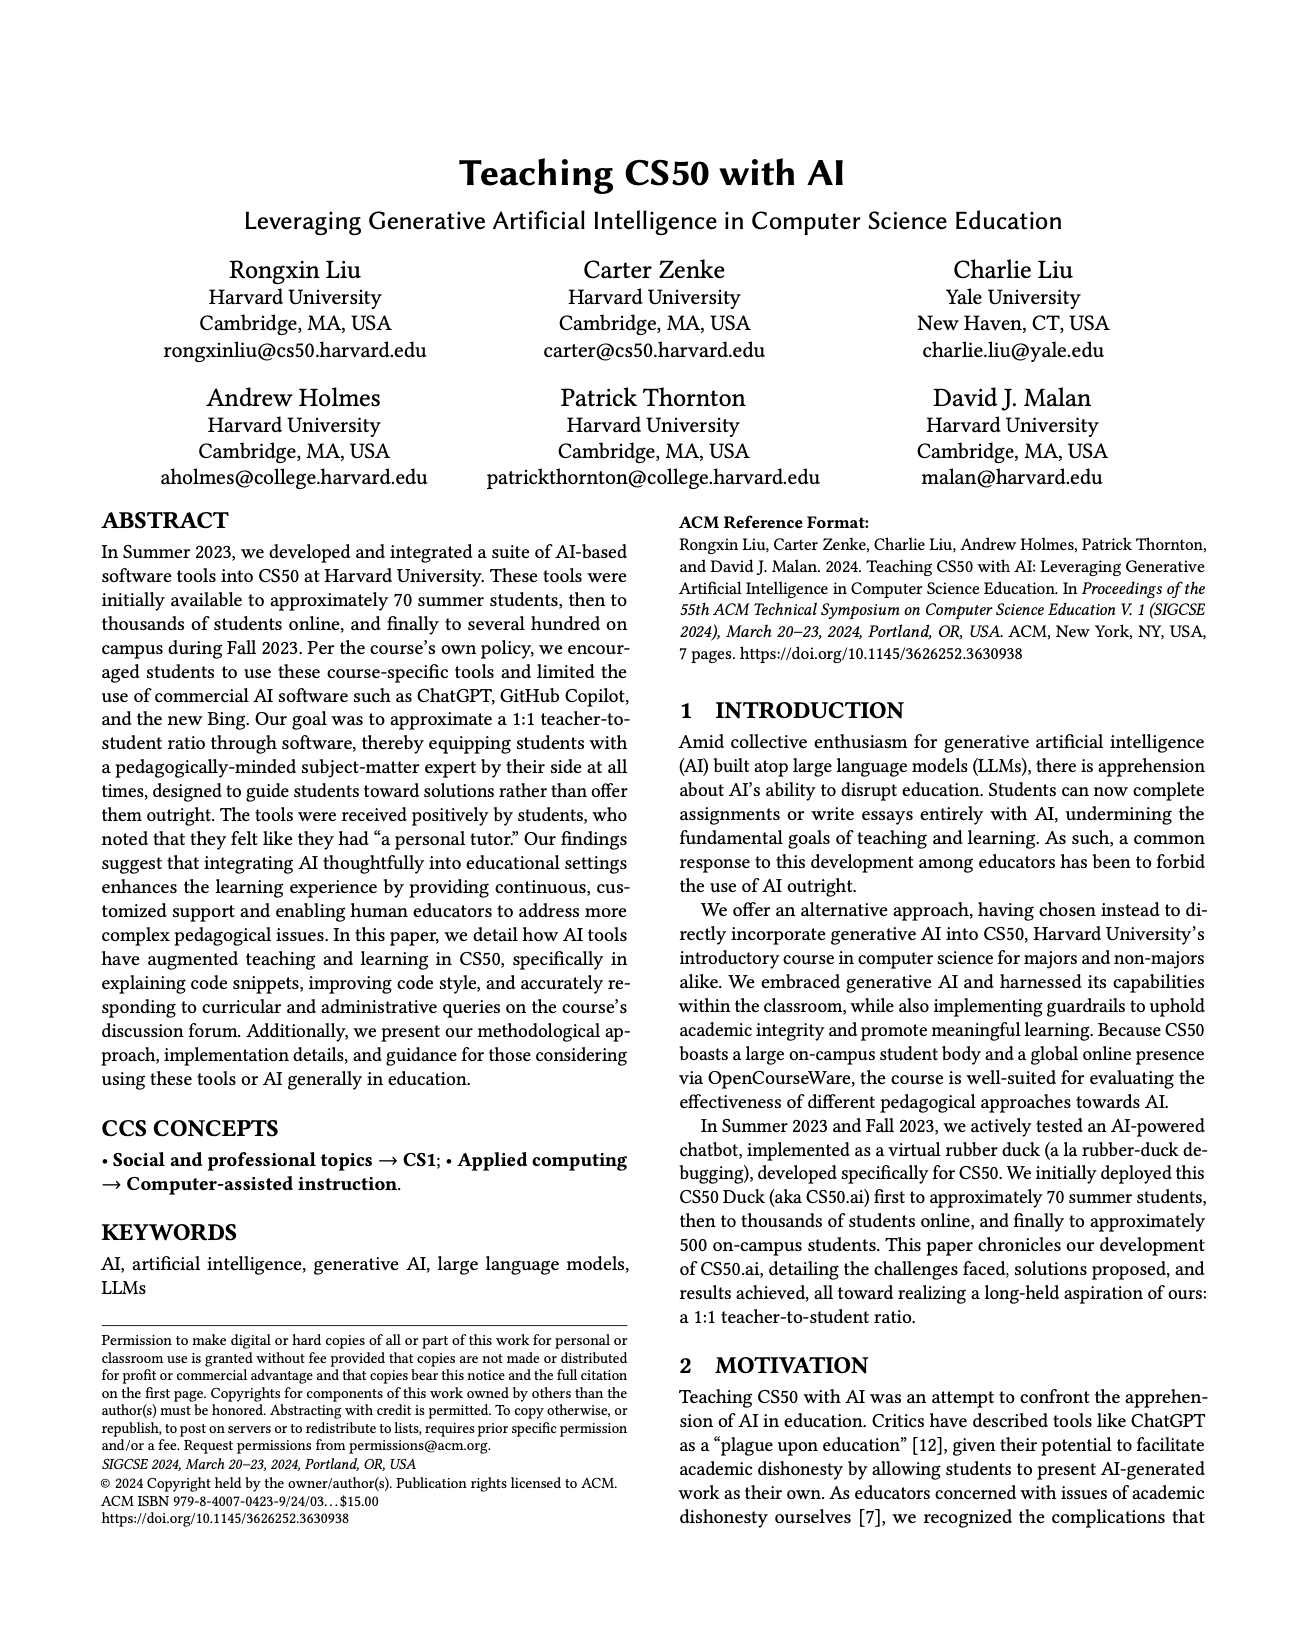 Teaching CS50 with AI
Leveraging Generative Artificial Intelligence in Computer Science Education
Rongxin Liu
Harvard University
Cambridge, MA, USA
rongxinliu@cs50.harvard.edu
Carter Zenke
Harvard University
Cambridge, MA, USA
carter@cs50.harvard.edu
Charlie Liu
Yale University
New Haven, CT, USA
charlie.liu@yale.edu
Andrew Holmes
Harvard University
Cambridge, MA, USA
aholmes@college.harvard.edu
Patrick Thornton
Harvard University
Cambridge, MA, USA
patrickthornton@college.harvard.edu
David J. Malan
Harvard University
Cambridge, MA, USA
malan@harvard.edu
ABSTRACT
In Summer 2023, we developed and integrated a suite of AI-based
software tools into CS50 at Harvard University. These tools were
initially available to approximately 70 summer students, then to
thousands of students online, and finally to several hundred on
campus during Fall 2023. Per the course's own policy, we encour-
aged students to use these course-specific tools and limited the
use of commercial AI software such as ChatGPT, GitHub Copilot,
and the new Bing. Our goal was to approximate a 1:1 teacher-to-
student ratio through software, thereby equipping students with
a pedagogically-minded subject-matter expert by their side at all
times, designed to guide students toward solutions rather than offer
them outright. The tools were received positively by students, who
noted that they felt like they had “a personal tutor.” Our findings
suggest that integrating AI thoughtfully into educational settings
enhances the learning experience by providing continuous, cus-
tomized support and enabling human educators to address more
complex pedagogical issues. In this paper, we detail how AI tools
have augmented teaching and learning in CS50, specifically in
explaining code snippets, improving code style, and accurately re-
sponding to curricular and administrative queries on the course's
discussion forum. Additionally, we present our methodological ap-
proach, implementation details, and guidance for those considering
using these tools or AI generally in education.
CCS CONCEPTS
• Social and professional topics → CS1; • Applied computing
→ Computer-assisted instruction.
KEYWORDS
AI, artificial intelligence, generative AI, large language models,
LLMs
Permission to make digital or hard copies of all or part of this work for personal or
classroom use is granted without fee provided that copies are not made or distributed
for profit or commercial advantage and that copies bear this notice and the full citation
on the first page. Copyrights for components of this work owned by others than the
author(s) must be honored. Abstracting with credit is permitted. To copy otherwise, or
republish, to post on servers or to redistribute to lists, requires prior specific permission
and/or a fee. Request permissions from permissions@acm.org.
SIGCSE 2024, March 20–23, 2024, Portland, OR, USA
© 2024 Copyright held by the owner/author(s). Publication rights licensed to ACM.
ACM ISBN 979-8-4007-0423-9/24/03...$15.00
https://doi.org/10.1145/3626252.3630938
ACM Reference Format:
Rongxin Liu, Carter Zenke, Charlie Liu, Andrew Holmes, Patrick Thornton,
and David J. Malan. 2024. Teaching CS50 with AI: Leveraging Generative
Artificial Intelligence in Computer Science Education. In Proceedings of the
55th ACM Technical Symposium on Computer Science Education V. 1 (SIGCSE
2024), March 20–23, 2024, Portland, OR, USA. ACM, New York, NY, USA,
7 pages. https://doi.org/10.1145/3626252.3630938
1 INTRODUCTION
Amid collective enthusiasm for generative artificial intelligence
(AI) built atop large language models (LLMs), there is apprehension
about AI's ability to disrupt education. Students can now complete
assignments or write essays entirely with AI, undermining the
fundamental goals of teaching and learning. As such, a common
response to this development among educators has been to forbid
the use of AI outright.
We offer an alternative approach, having chosen instead to di-
rectly incorporate generative AI into CS50, Harvard University's
introductory course in computer science for majors and non-majors
alike. We embraced generative AI and harnessed its capabilities
within the classroom, while also implementing guardrails to uphold
academic integrity and promote meaningful learning. Because CS50
boasts a large on-campus student body and a global online presence
via OpenCourseWare, the course is well-suited for evaluating the
effectiveness of different pedagogical approaches towards AI.
In Summer 2023 and Fall 2023, we actively tested an AI-powered
chatbot, implemented as a virtual rubber duck (a la rubber-duck de-
bugging), developed specifically for CS50. We initially deployed this
CS50 Duck (aka CS50.ai) first to approximately 70 summer students,
then to thousands of students online, and finally to approximately
500 on-campus students. This paper chronicles our development
of CS50.ai, detailing the challenges faced, solutions proposed, and
results achieved, all toward realizing a long-held aspiration of ours:
a 1:1 teacher-to-student ratio.
2 MOTIVATION
Teaching CS50 with AI was an attempt to confront the apprehen-
sion of AI in education. Critics have described tools like ChatGPT
as a “plague upon education” [12], given their potential to facilitate
academic dishonesty by allowing students to present AI-generated
work as their own. As educators concerned with issues of academic
dishonesty ourselves [7], we recognized the complications that